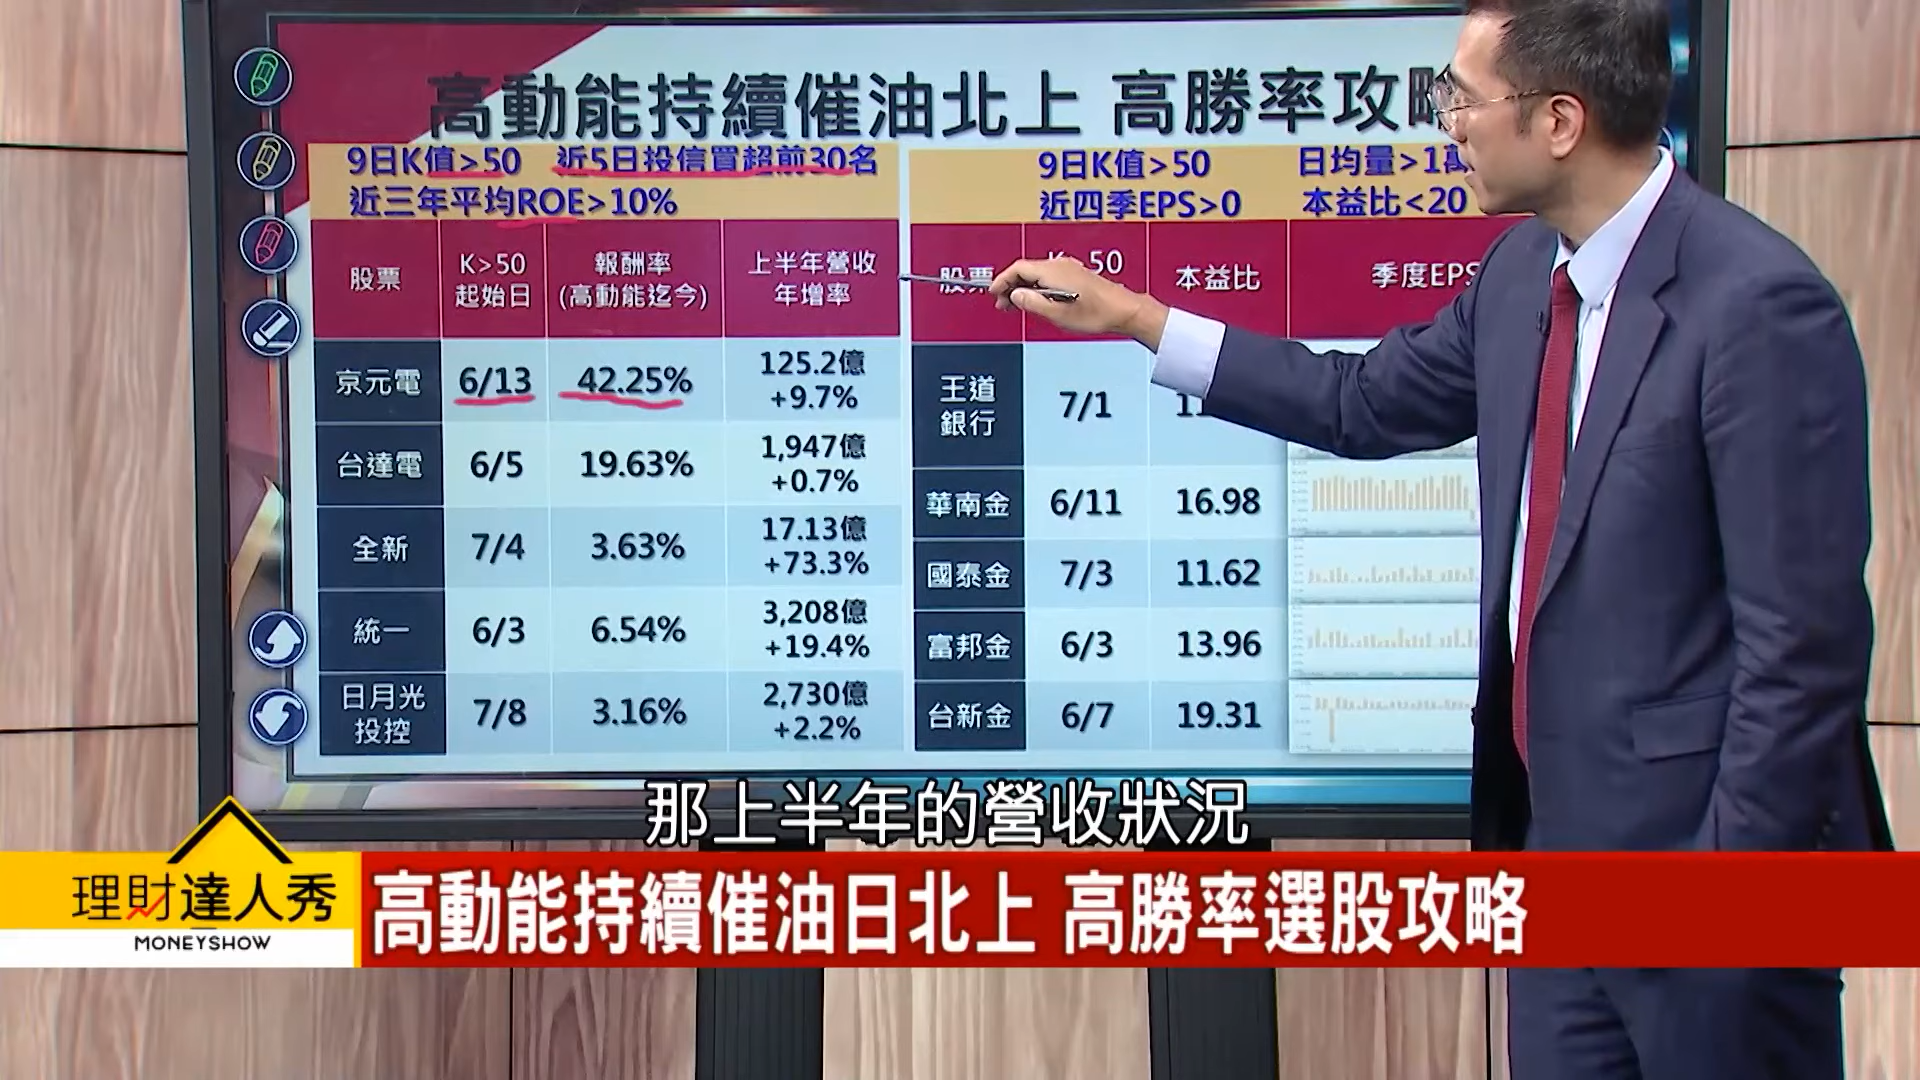 高動能持續催油北上 高勝率攻略
9日K值>50 近5日投信買超前30名
近三年平均ROE>10%
股票 K>50起始日 報酬率(高動能迄今) 上半年營收年增率
京元電 6/13 42.25% 125.2億 +9.7%
台達電 6/5 19.63% 1,947億 +0.7%
全新 7/4 3.63% 17.13億 +73.3%
統一 6/3 6.54% 3,208億 +19.4%
日月光投控 7/8 3.16% 2,730億 +2.2%
9日K值>50 日均量>1萬
近四季EPS>0 本益比<20
股票 K>50 本益比 季度EPS
王道銀行 7/1
華南金 6/11 16.98
國泰金 7/3 11.62
富邦金 6/3 13.96
台新金 6/7 19.31
那上半年的營收狀況
理財達人秀
MONEYSHOW
高動能持續催油日北上 高勝率選股攻略